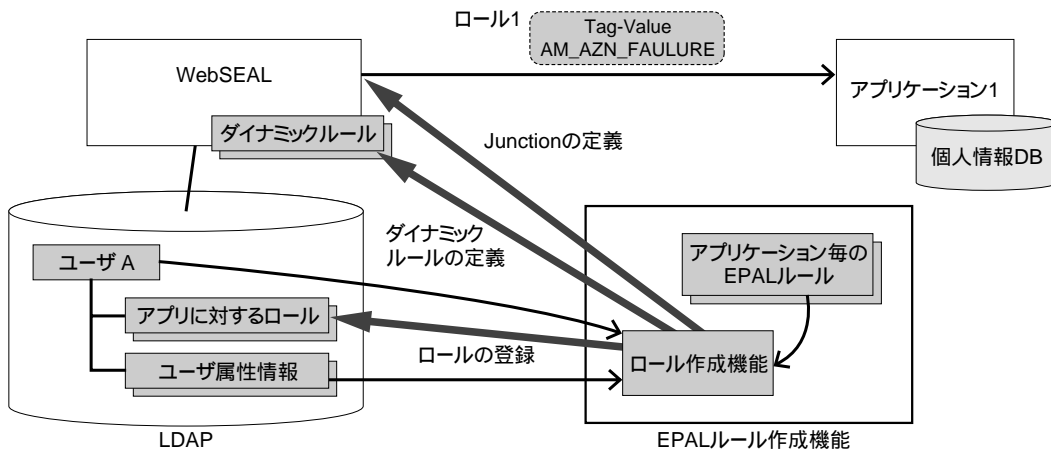 ロール1
Tag-Value
AM_AZN_FAULURE
WebSEAL
アプリケーション1
ダイナミックルール
Junctionの定義
個人情報DB
ダイナミック
ルールの定義
アプリケーション毎の
EPALルール
ユーザ A
アプリに対するロール
ロールの登録
ロール作成機能
ユーザ属性情報
LDAP
EPALルール作成機能